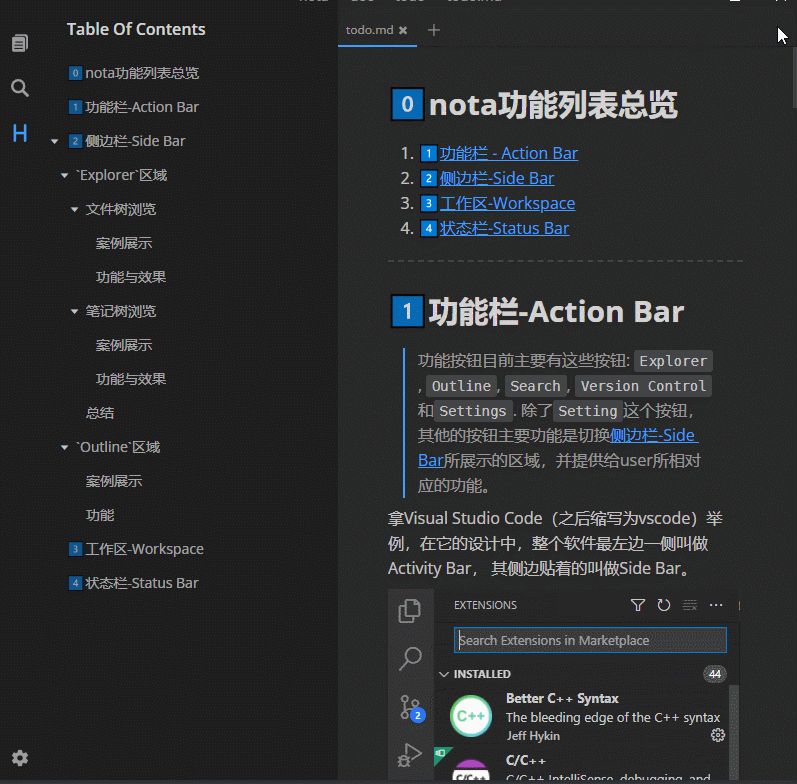 Table Of Contents
0 nota功能列表总览
1 功能栏-Action Bar
2 侧边栏-Side Bar
`Explorer`区域
文件树浏览
案例展示
功能与效果
笔记树浏览
案例展示
功能与效果
总结
`Outline`区域
案例展示
功能
3 工作区-Workspace
4 状态栏-Status Bar
H
todo.md
0 nota功能列表总览
1. 1 功能栏 - Action Bar
2. 2 侧边栏-Side Bar
3. 3 工作区-Workspace
4. 4 状态栏-Status Bar
1 功能栏-Action Bar
功能按钮目前主要有这些按钮: Explorer
, Outline , Search , Version Control
和 Settings . 除了 Setting 这个按钮，
其他的按钮主要功能是切换侧边栏-Side
Bar所展示的区域，并提供给user所相对
应的功能。
拿Visual Studio Code（之后缩写为vscode）举
例，在它的设计中，整个软件最左边一侧叫做
Activity Bar， 其侧边贴着的叫做Side Bar。
EXTENSIONS
Search Extensions in Marketplace
INSTALLED
44
2
C++
Better C++ Syntax
The bleeding edge of the C++ syntax
Jeff Hykin
C/C++
C/C++
C/C++ IntelliSense, debugging, and